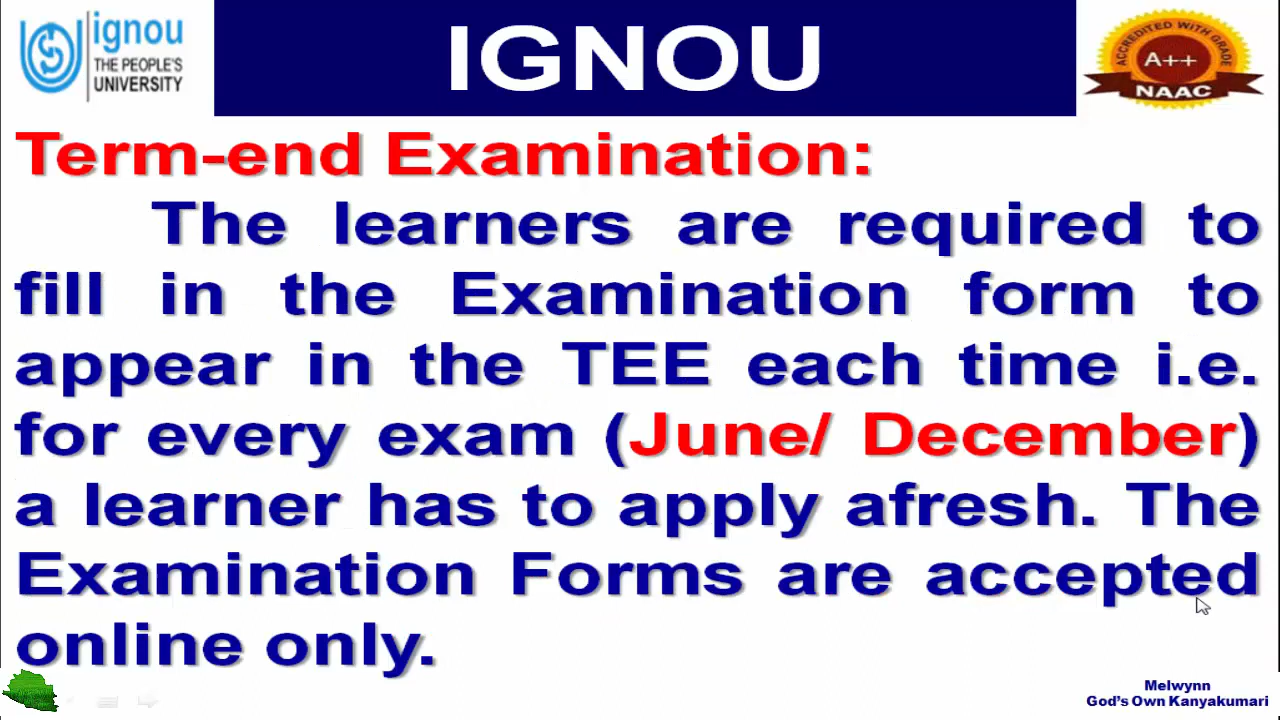 ignou
THE PEOPLE'S
UNIVERSITY
IGNOU
ACCREDITED WITH GRADE
A++
NAAC
Term-end Examination:
The learners are required to
fill in the Examination form to
appear in the TEE each time i.e.
for every exam (June/ December)
a learner has to apply afresh. The
Examination Forms are accepted
online only.
Melwynn
God's Own Kanyakumari